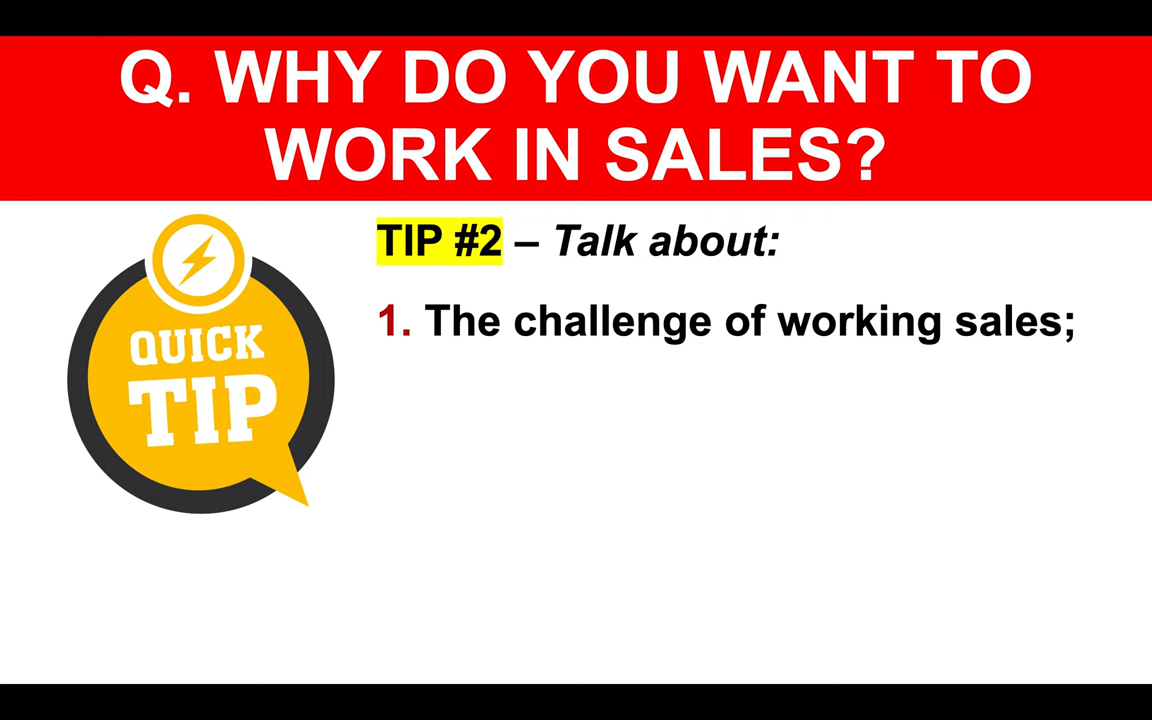 Q. WHY DO YOU WANT TO
WORK IN SALES?
TIP #2 – Talk about:
1. The challenge of working sales;
QUICK
TIP